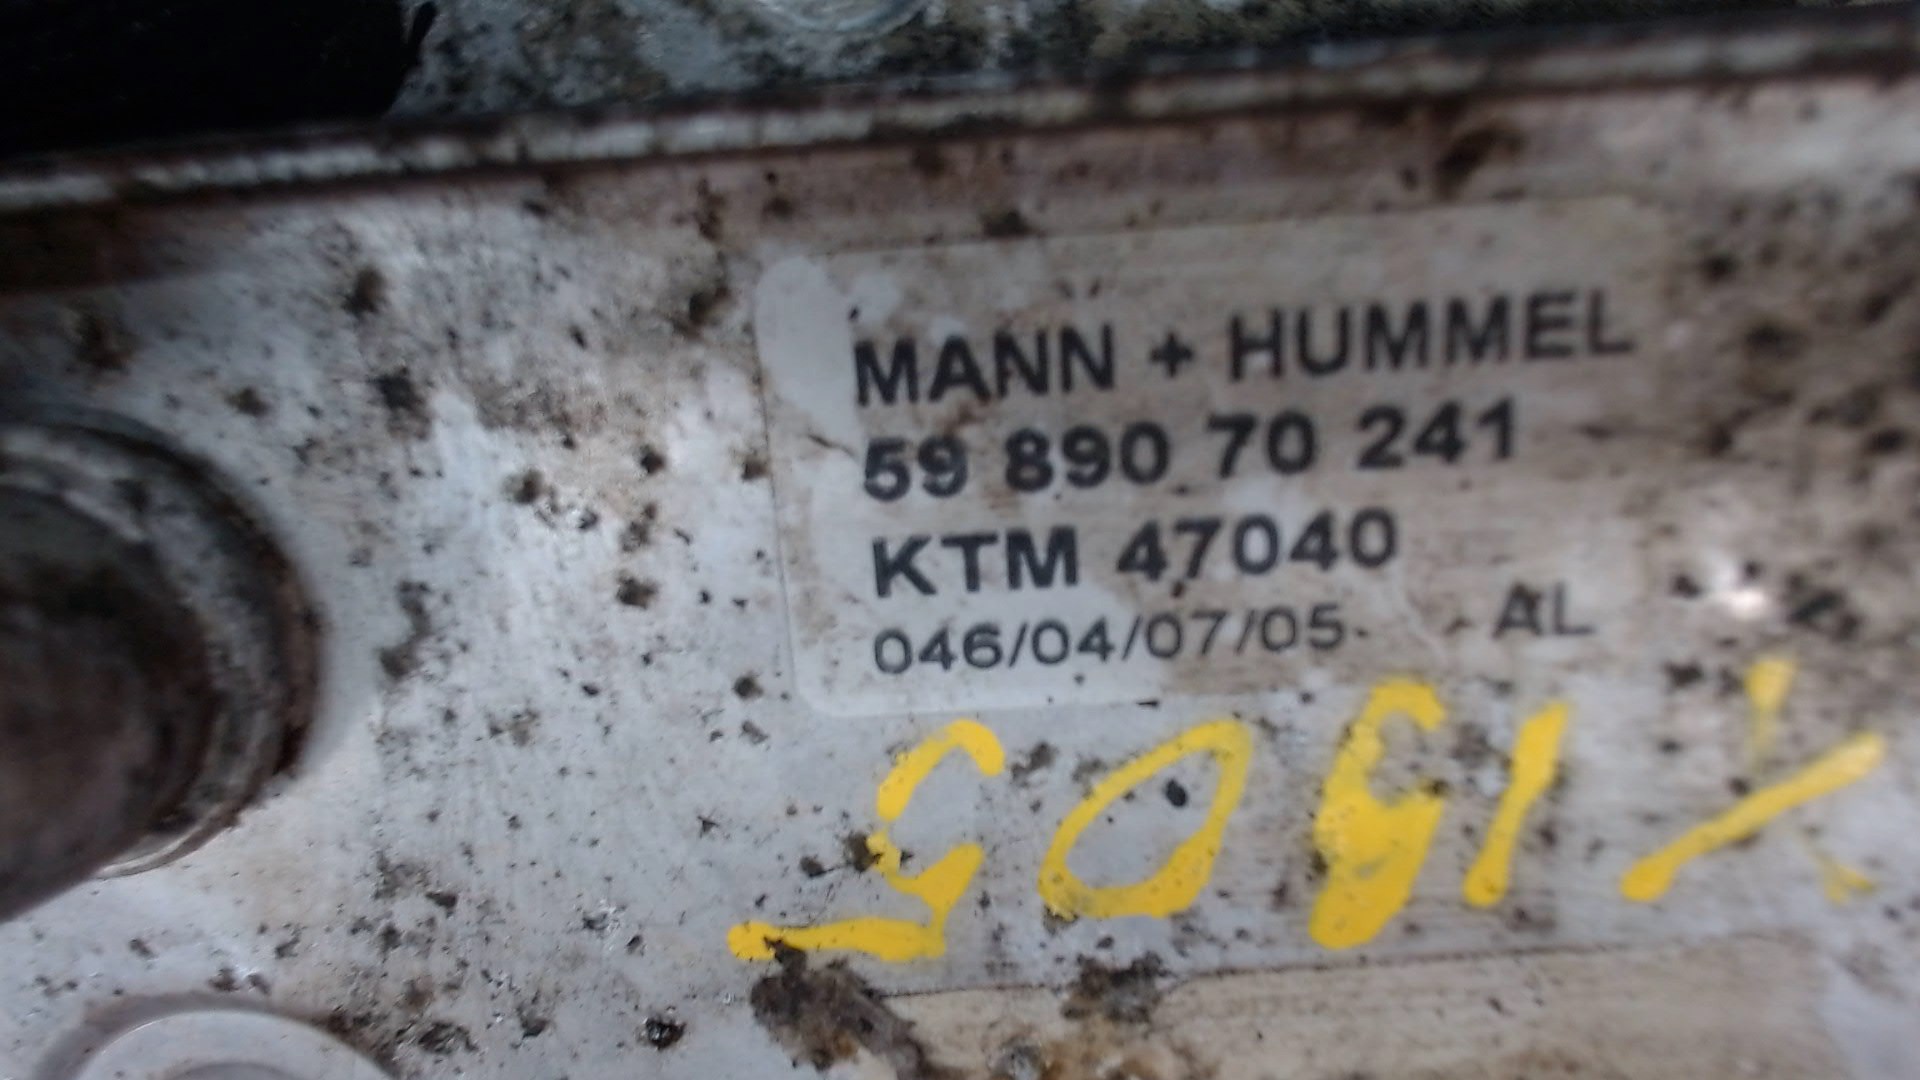 MANN + HUMMEL
59 890 70 241
KTM 47040
046/04/07/05 AL